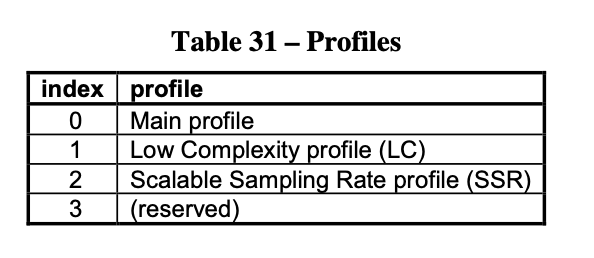 Table 31 – Profiles
index profile
0 Main profile
1 Low Complexity profile (LC)
2 Scalable Sampling Rate profile (SSR)
3 (reserved)